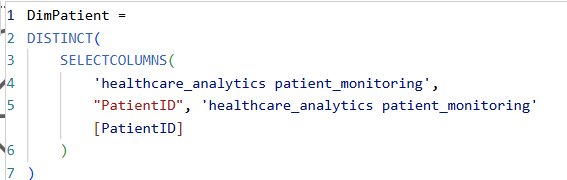 1 DimPatient =
2 DISTINCT(
3 SELECTCOLUMNS(
4 'healthcare_analytics patient_monitoring',
5 "PatientID", 'healthcare_analytics patient_monitoring'
[PatientID]
6 )
7 )